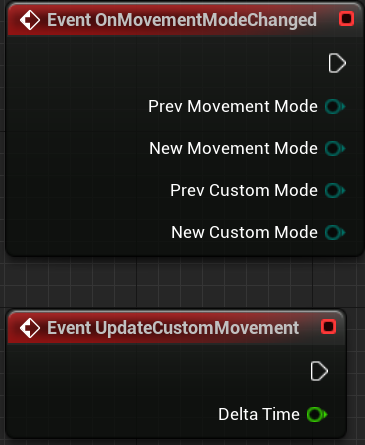 Event OnMovementModeChanged
Prev Movement Mode
New Movement Mode
Prev Custom Mode
New Custom Mode
Event UpdateCustomMovement
Delta Time